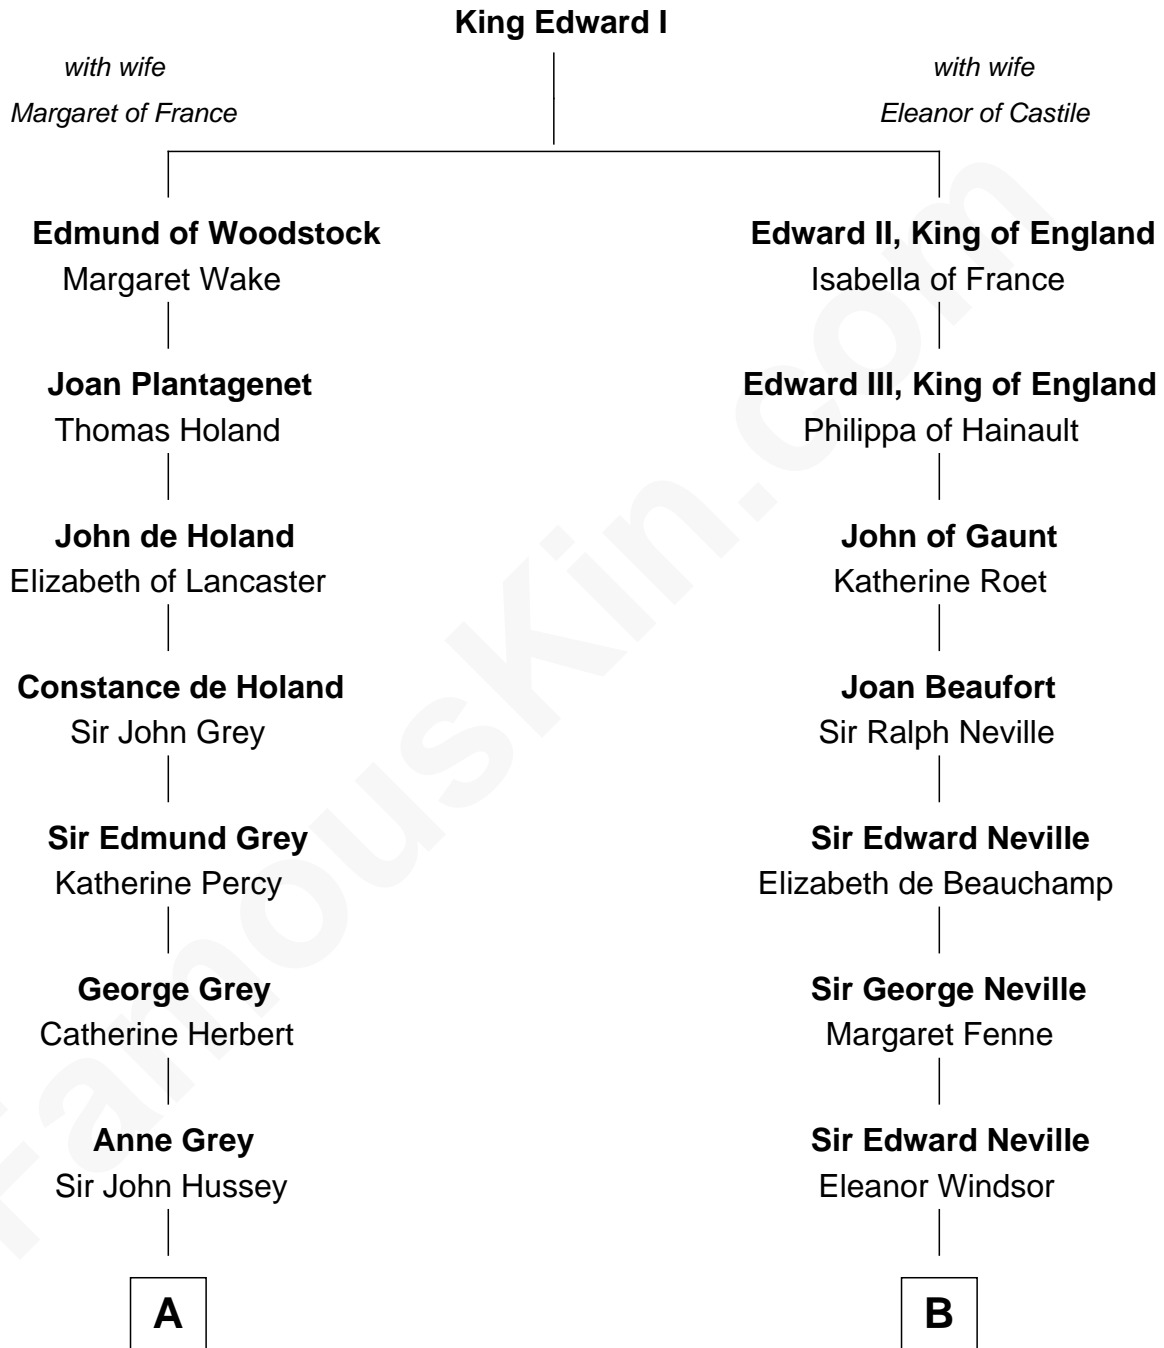 King Edward I
with wife
Margaret of France
with wife
Eleanor of Castile
Edmund of Woodstock
Margaret Wake
Edward II, King of England
Isabella of France
Joan Plantagenet
Thomas Holand
Edward III, King of England
Philippa of Hainault
John de Holand
Elizabeth of Lancaster
John of Gaunt
Katherine Roet
Constance de Holand
Sir John Grey
Joan Beaufort
Sir Ralph Neville
Sir Edmund Grey
Katherine Percy
Sir Edward Neville
Elizabeth de Beauchamp
George Grey
Catherine Herbert
Sir George Neville
Margaret Fenne
Anne Grey
Sir John Hussey
Sir Edward Neville
Eleanor Windsor
A
B
FamousKin.com